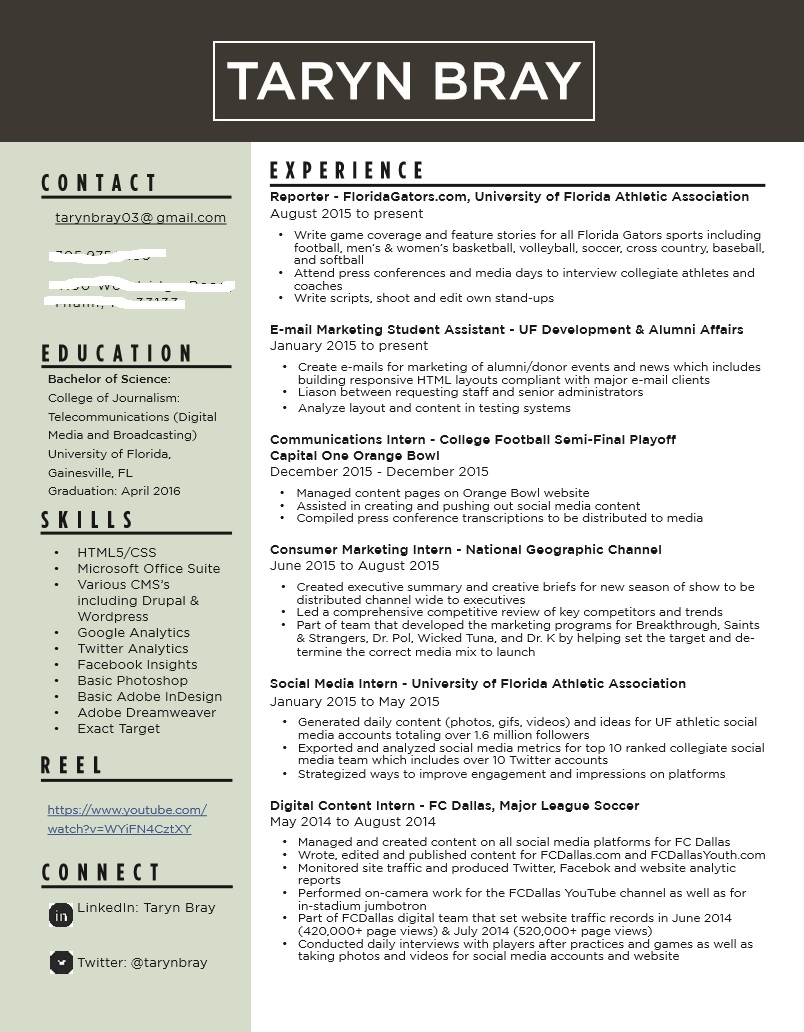 TARYN BRAY
CONTACT
tarynbray03@gmail.com
EDUCATION
Bachelor of Science:
College of Journalism:
Telecommunications (Digital
Media and Broadcasting)
University of Florida,
Gainesville, FL
Graduation: April 2016
SKILLS
• HTML5/CSS
• Microsoft Office Suite
• Various CMS's
including Drupal &
Wordpress
• Google Analytics
• Twitter Analytics
• Facebook Insights
• Basic Photoshop
• Basic Adobe InDesign
• Adobe Dreamweaver
• Exact Target
REEL
https://www.youtube.com/
watch?v=WYiFN4CztXY
CONNECT
in LinkedIn: Taryn Bray
Twitter: @tarynbray
EXPERIENCE
Reporter - FloridaGators.com, University of Florida Athletic Association
August 2015 to present
• Write game coverage and feature stories for all Florida Gators sports including
football, men's & women's basketball, volleyball, soccer, cross country, baseball,
and softball
• Attend press conferences and media days to interview collegiate athletes and
coaches
• Write scripts, shoot and edit own stand-ups
E-mail Marketing Student Assistant - UF Development & Alumni Affairs
January 2015 to present
• Create e-mails for marketing of alumni/donor events and news which includes
building responsive HTML layouts compliant with major e-mail clients
• Liason between requesting staff and senior administrators
• Analyze layout and content in testing systems
Communications Intern - College Football Semi-Final Playoff
Capital One Orange Bowl
December 2015 - December 2015
• Managed content pages on Orange Bowl website
• Assisted in creating and pushing out social media content
• Compiled press conference transcriptions to be distributed to media
Consumer Marketing Intern - National Geographic Channel
June 2015 to August 2015
• Created executive summary and creative briefs for new season of show to be
distributed channel wide to executives
• Led a comprehensive competitive review of key competitors and trends
• Part of team that developed the marketing programs for Breakthrough, Saints
& Strangers, Dr. Pol, Wicked Tuna, and Dr. K by helping set the target and de-
termine the correct media mix to launch
Social Media Intern - University of Florida Athletic Association
January 2015 to May 2015
• Generated daily content (photos, gifs, videos) and ideas for UF athletic social
media accounts totaling over 1.6 million followers
• Exported and analyzed social media metrics for top 10 ranked collegiate social
media team which includes over 10 Twitter accounts
• Strategized ways to improve engagement and impressions on platforms
Digital Content Intern - FC Dallas, Major League Soccer
May 2014 to August 2014
• Managed and created content on all social media platforms for FC Dallas
• Wrote, edited and published content for FCDallas.com and FCDallasYouth.com
• Monitored site traffic and produced Twitter, Facebok and website analytic
reports
• Performed on-camera work for the FCDallas YouTube channel as well as for
in-stadium jumbotron
• Part of FCDallas digital team that set website traffic records in June 2014
(420,000+ page views) & July 2014 (520,000+ page views)
• Conducted daily interviews with players after practices and games as well as
taking photos and videos for social media accounts and website